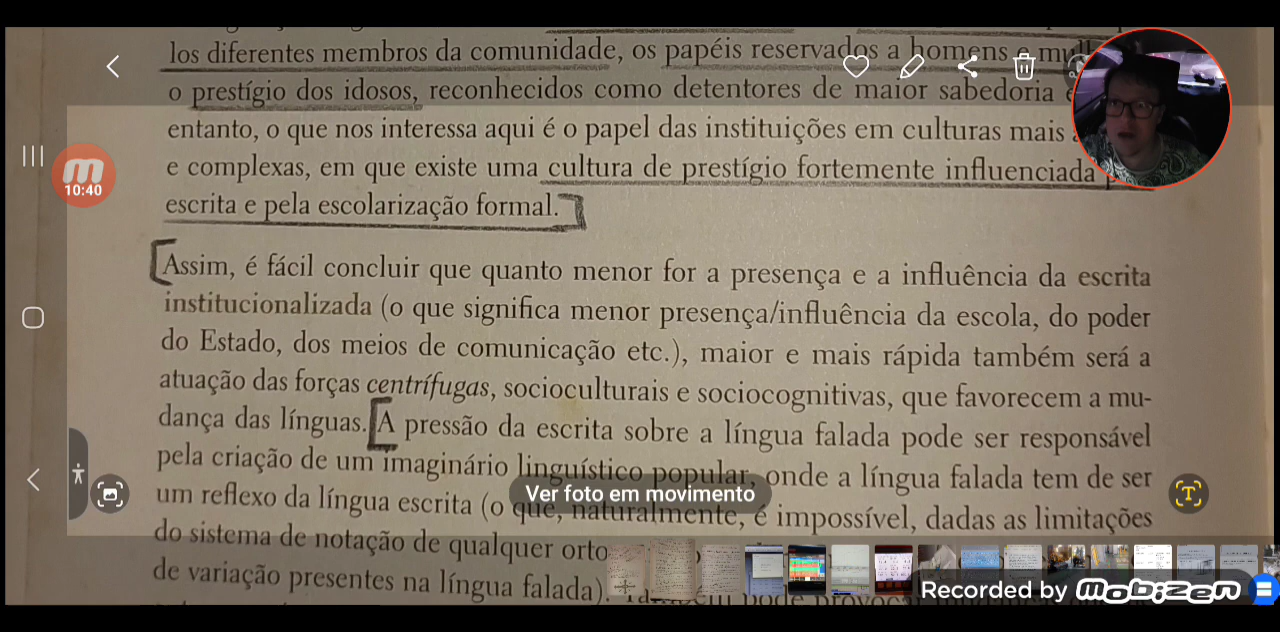 los diferentes membros da comunidade, os papéis reservados a homens e
o prestígio dos idosos, reconhecidos como detentores de maior sabedoria
entanto, o que nos interessa aqui é o papel das instituições em culturas mais
e complexas, em que existe uma cultura de prestígio fortemente influenciada
escrita e pela escolarização formal.
10:40
Assim, é fácil concluir que quanto menor for a presença e a influência da escrita
institucionalizada (o que significa menor presença/influência da escola, do poder
do Estado, dos meios de comunicação etc.), maior e mais rápida também será a
atuação das forças centrífugas, socioculturais e sociocognitivas, que favorecem a mu-
dança das línguas. A pressão da escrita sobre a língua falada pode ser responsável
pela criação de um imaginário linguístico popular, onde a língua falada tem de ser
um reflexo da língua escrita (o que, naturalmente, é impossível, dadas as limitações
Ver foto em movimento
T
do sistema de notação de qualquer
de variação presentes na língua falada).
Recorded by mobizen